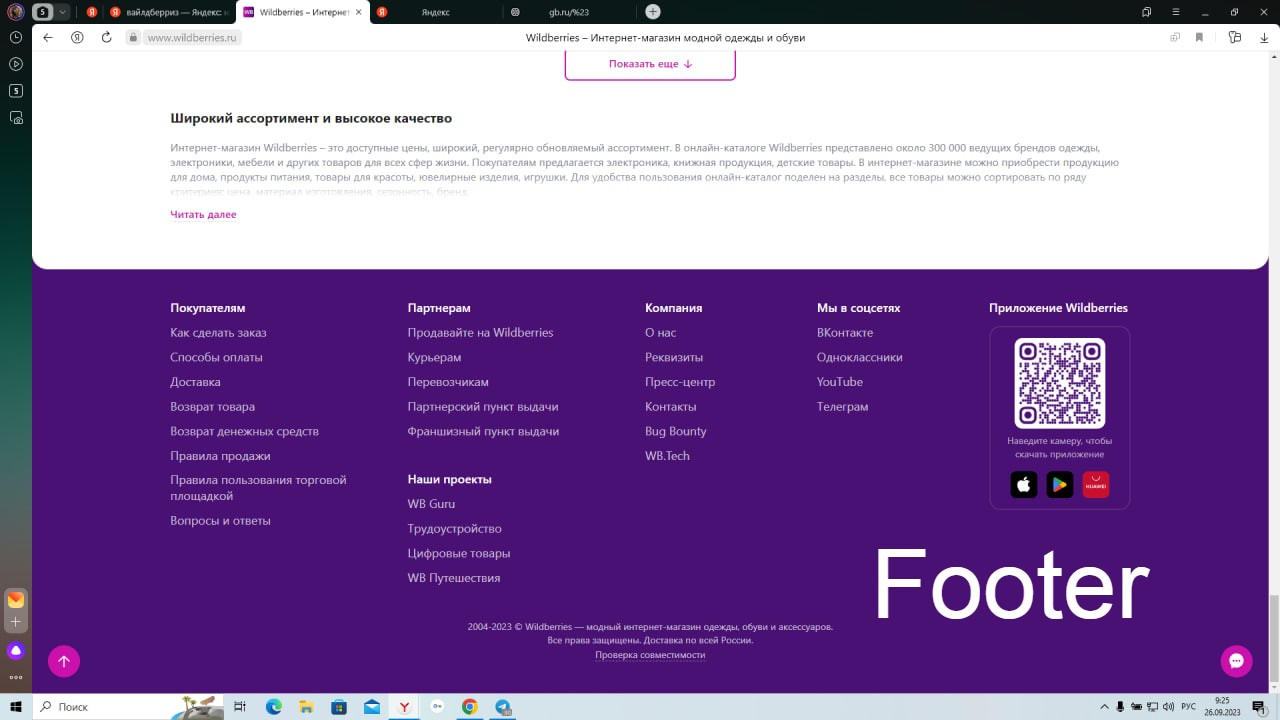 5
вайлдберриз — Яндекс: н
WB
Wildberries – Интернет
Яндекс
gb.ru/%23
www.wildberries.ru
Wildberries – Интернет-магазин модной одежды и обуви
5
Показать еще ↓
Широкий ассортимент и высокое качество
Интернет-магазин Wildberries – это доступные цены, широкий, регулярно обновляемый ассортимент. В онлайн-каталоге Wildberries представлено около 300 000 ведущих брендов одежды,
электроники, мебели и других товаров для всех сфер жизни. Покупателям предлагается электроника, книжная продукция, детские товары. В интернет-магазине можно приобрести продукцию
для дома, продукты питания, товары для красоты, ювелирные изделия, игрушки. Для удобства пользования онлайн-каталог поделен на разделы, все товары можно сортировать по ряду
критериев: цена, материал изготовления, сезонность, бренд.
Читать далее
Покупателям
Как сделать заказ
Способы оплаты
Доставка
Возврат товара
Возврат денежных средств
Правила продажи
Правила пользования торговой
площадкой
Вопросы и ответы
Партнерам
Продавайте на Wildberries
Курьерам
Перевозчикам
Партнерский пункт выдачи
Франшизный пункт выдачи
Наши проекты
WB Guru
Трудоустройство
Цифровые товары
WB Путешествия
Компания
О нас
Реквизиты
Пресс-центр
Контакты
Bug Bounty
WB.Tech
Мы в соцсетях
ВКонтакте
Одноклассники
YouTube
Телеграм
Приложение Wildberries
Наведите камеру, чтобы
скачать приложение
HUAWEI
Footer
2004-2023 © Wildberries — модный интернет-магазин одежды, обуви и аксессуаров.
Все права защищены. Доставка по всей России.
Проверка совместимости
Поиск
РУС
9:25
26.09.2023
1